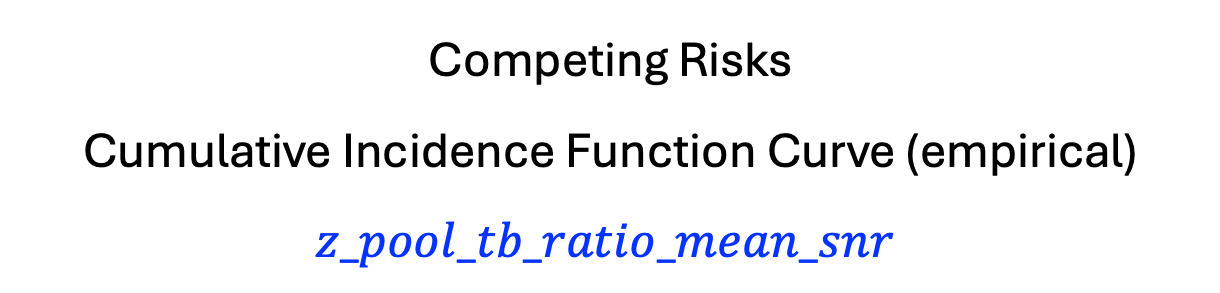 Competing Risks
Cumulative Incidence Function Curve (empirical)
z_pool_tb_ratio_mean_snr